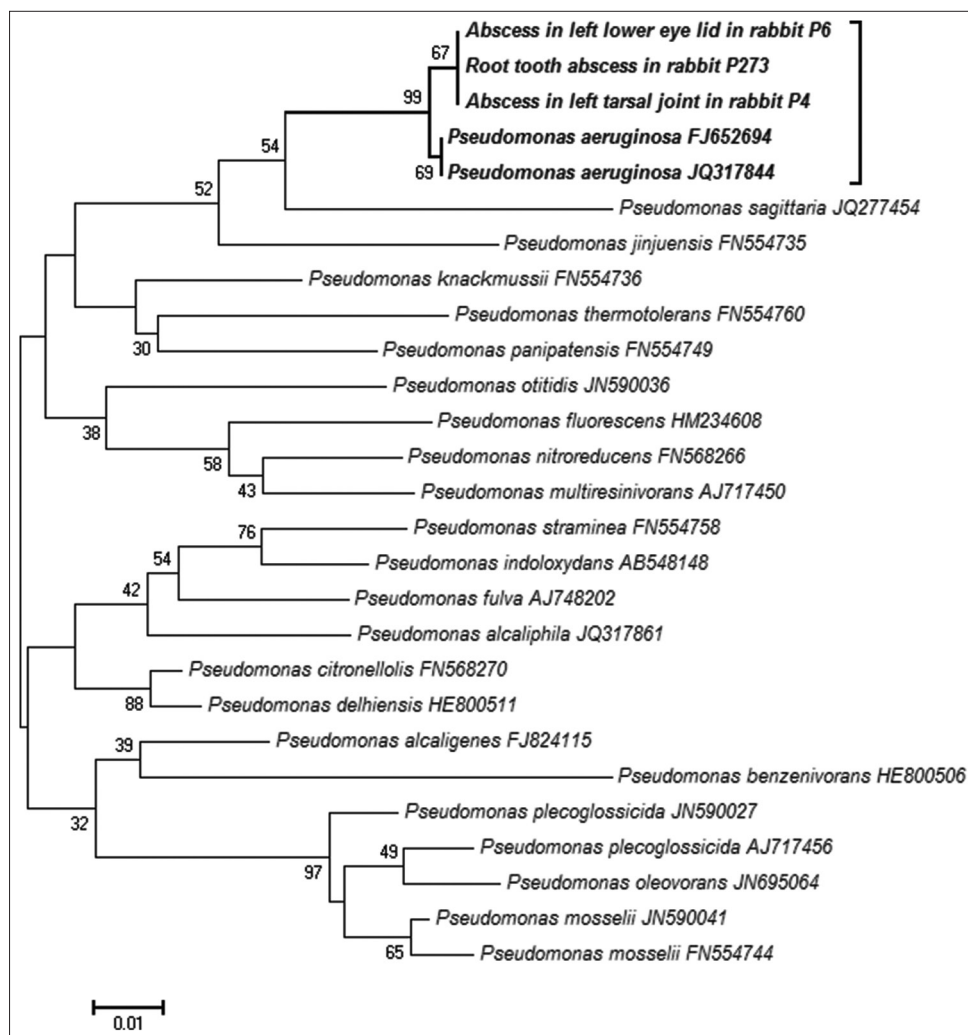 Abscess in left lower eye lid in rabbit P6
67
Root tooth abscess in rabbit P273
99
Abscess in left tarsal joint in rabbit P4
Pseudomonas aeruginosa FJ652694
54
69
Pseudomonas aeruginosa JQ317844
52
Pseudomonas sagittaria JQ277454
Pseudomonas jinjuensis FN554735
Pseudomonas knackmussii FN554736
Pseudomonas thermotolerans FN554760
30
Pseudomonas panipatensis FN554749
Pseudomonas otitidis JN590036
38
Pseudomonas fluorescens HM234608
58
Pseudomonas nitroreducens FN568266
43
Pseudomonas multiresinivorans AJ717450
76
Pseudomonas straminea FN554758
54
Pseudomonas indoloxydans AB548148
42
Pseudomonas fulva AJ748202
Pseudomonas alcaliphila JQ317861
Pseudomonas citronellolis FN568270
88
Pseudomonas delhiensis HE800511
39
Pseudomonas alcaligenes FJ824115
Pseudomonas benzenivorans HE800506
32
Pseudomonas plecoglossicida JN590027
49
Pseudomonas plecoglossicida AJ717456
97
Pseudomonas oleovorans JN695064
Pseudomonas mosselii JN590041
65
Pseudomonas mosselii FN554744
0.01